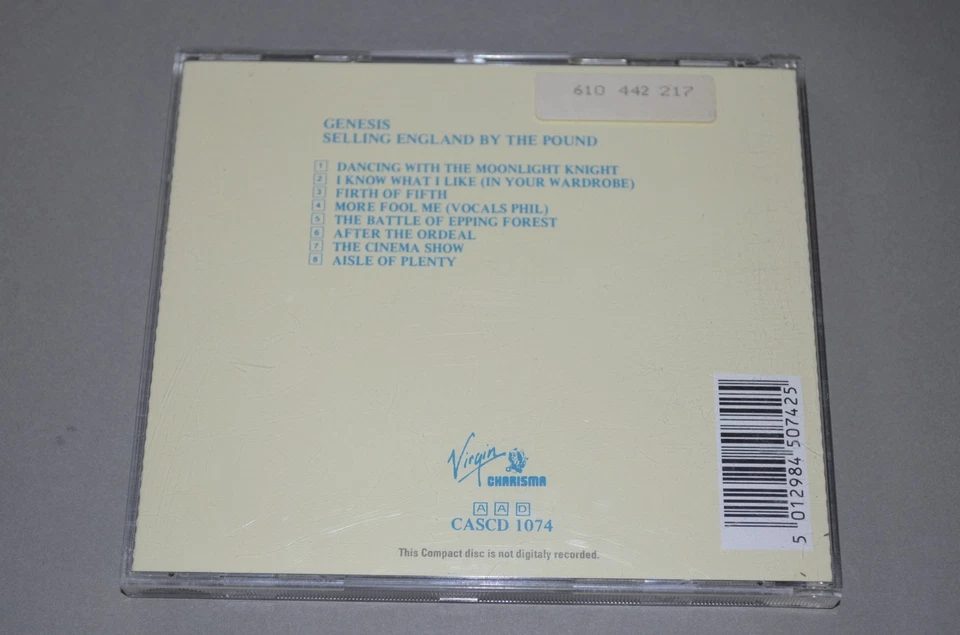 610 442 217
GENESIS
SELLING ENGLAND BY THE POUND
1 DANCING WITH THE MOONLIGHT KNIGHT
2 I KNOW WHAT I LIKE (IN YOUR WARDROBE)
3 FIRTH OF FIFTH
4 MORE FOOL ME (VOCALS PHIL)
5 THE BATTLE OF EPPING FOREST
6 AFTER THE ORDEAL
7 THE CINEMA SHOW
8 AISLE OF PLENTY
Virgin
CHARISMA
A A D
CASCD 1074
This Compact disc is not digitaly recorded.
5 012984 507425